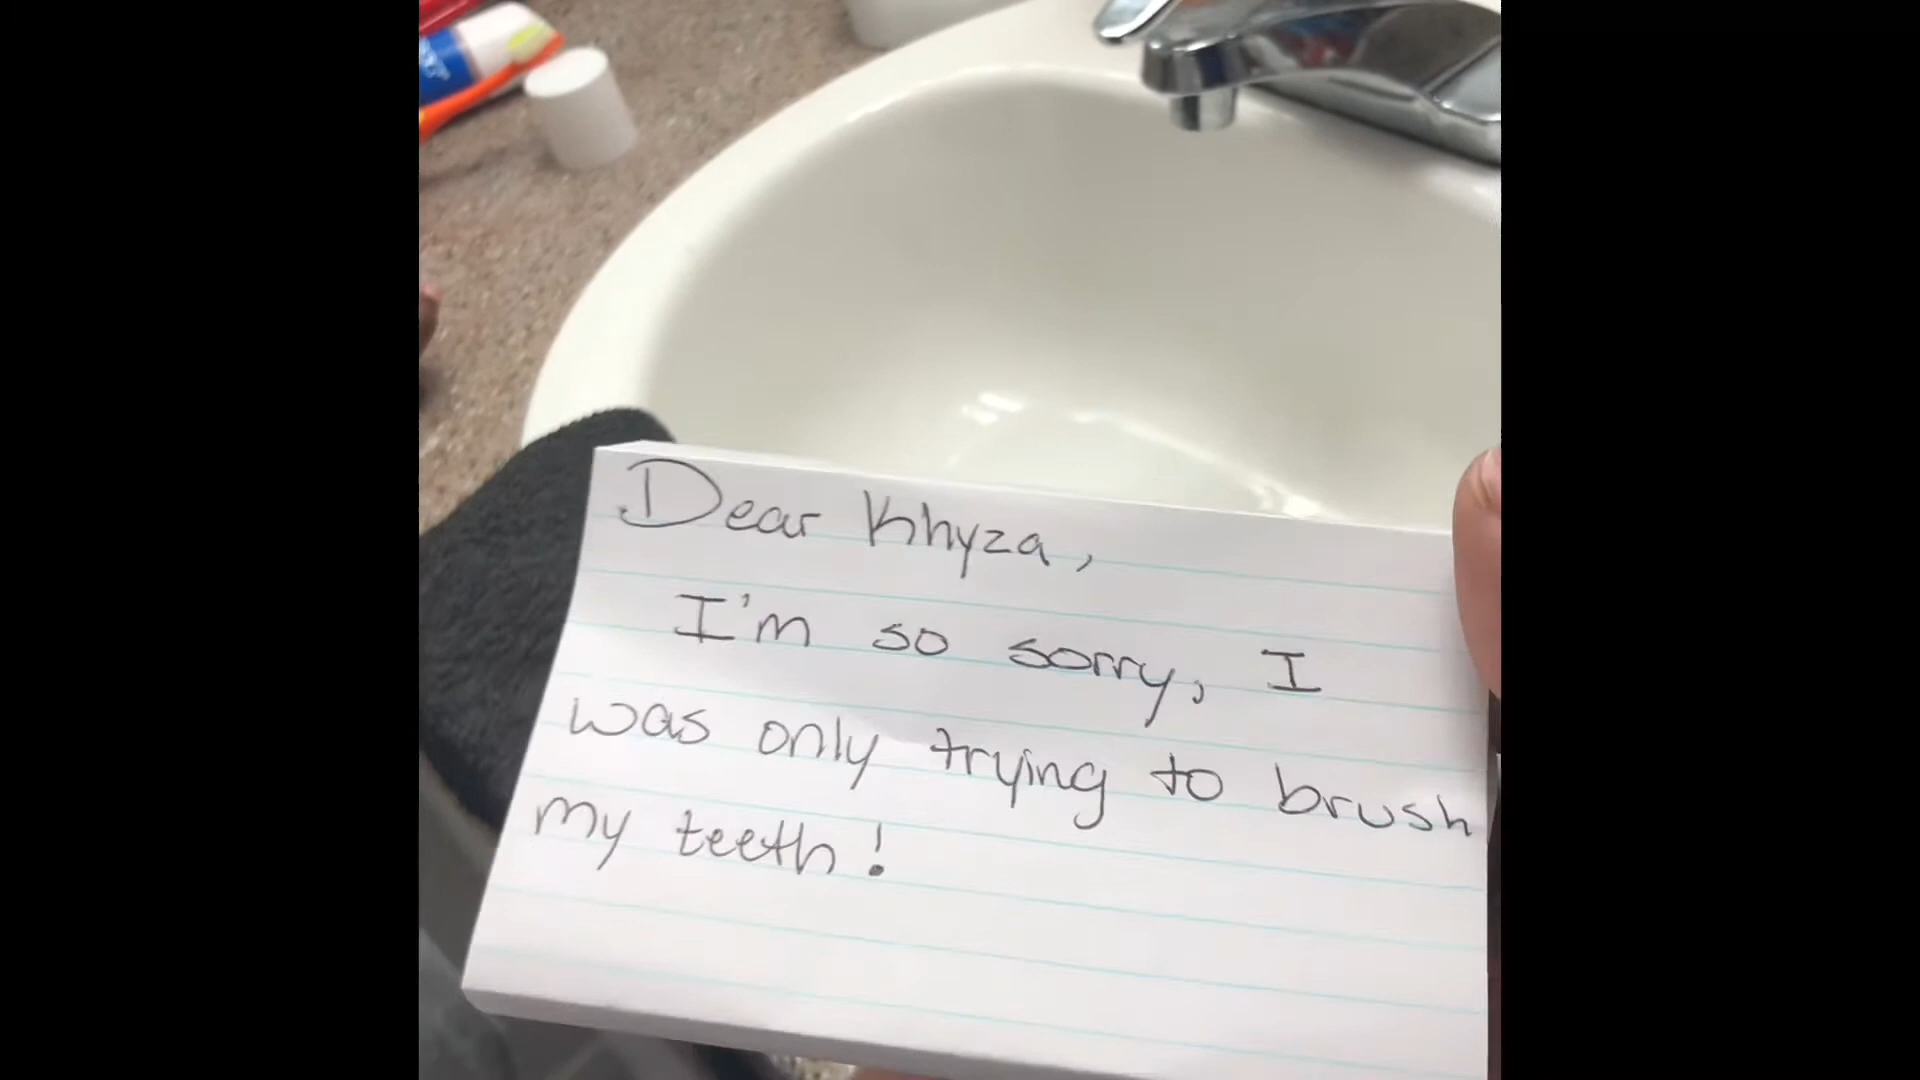 Dear Khyza,
I'm so sorry, I
was only trying to brush
my teeth!